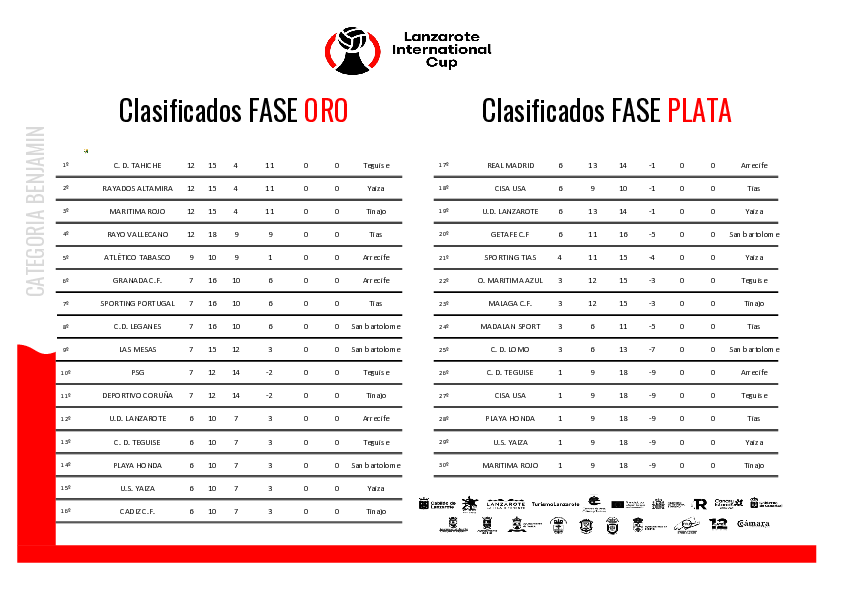 Lanzarote
International
Cup
Clasificados FASE ORO
Clasificados FASE PLATA
CATEGORIA BENJAMIN
1º C. D. TAHICHE 12 15 4 11 0 0 Teguise
2º RAYADOS ALTAMIRA 12 15 4 11 0 0 Yaiza
3º MARITIMA ROJO 12 15 4 11 0 0 Tinajo
4º RAYO VALLECANO 12 18 9 9 0 0 Tías
5º ATLÉTICO TABASCO 9 10 9 1 0 0 Arrecife
6º GRANADA C.F. 7 16 10 6 0 0 Arrecife
7º SPORTING PORTUGAL 7 16 10 6 0 0 Tías
8º C.D. LEGANES 7 16 10 6 0 0 San bartolome
9º LAS MESAS 7 15 12 3 0 0 San bartolome
10º PSG 7 12 14 -2 0 0 Teguise
11º DEPORTIVO CORUÑA 7 12 14 -2 0 0 Tinajo
12º U.D. LANZAROTE 6 10 7 3 0 0 Arrecife
13º C. D. TEGUISE 6 10 7 3 0 0 Teguise
14º PLAYA HONDA 6 10 7 3 0 0 San bartolome
15º U.S. YAIZA 6 10 7 3 0 0 Yaiza
16º CADIZ C.F. 6 10 7 3 0 0 Tinajo
17º REAL MADRID 6 13 14 -1 0 0 Arrecife
18º CISA USA 6 9 10 -1 0 0 Tías
19º U.D. LANZAROTE 6 13 14 -1 0 0 Yaiza
20º GETAFE C.F 6 11 16 -5 0 0 San bartolome
21º SPORTING TIAS 4 11 15 -4 0 0 Yaiza
22º O. MARITIMA AZUL 3 12 15 -3 0 0 Teguise
23º MALAGA C.F. 3 12 15 -3 0 0 Tinajo
24º MADALAN SPORT 3 6 11 -5 0 0 Tías
25º C. D. LOMO 3 6 13 -7 0 0 San bartolome
26º C. D. TEGUISE 1 9 18 -9 0 0 Arrecife
27º CISA USA 1 9 18 -9 0 0 Teguise
28º PLAYA HONDA 1 9 18 -9 0 0 Tías
29º U.S. YAIZA 1 9 18 -9 0 0 Yaiza
30º MARITIMA ROJO 1 9 18 -9 0 0 Tinajo
Cabildo de
Lanzarote
LANZAROTE
Turismo Lanzarote
12
Cámara